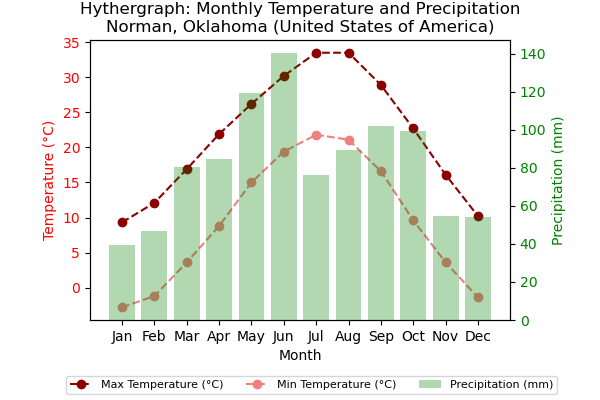 Hythergraph: Monthly Temperature and Precipitation
Norman, Oklahoma (United States of America)
35
30
25
20
15
10
5
0
Temperature (°C)
140
120
100
80
60
40
20
0
Precipitation (mm)
Jan Feb Mar Apr May Jun Jul Aug Sep Oct Nov Dec
Month
Max Temperature (°C) Min Temperature (°C) Precipitation (mm)